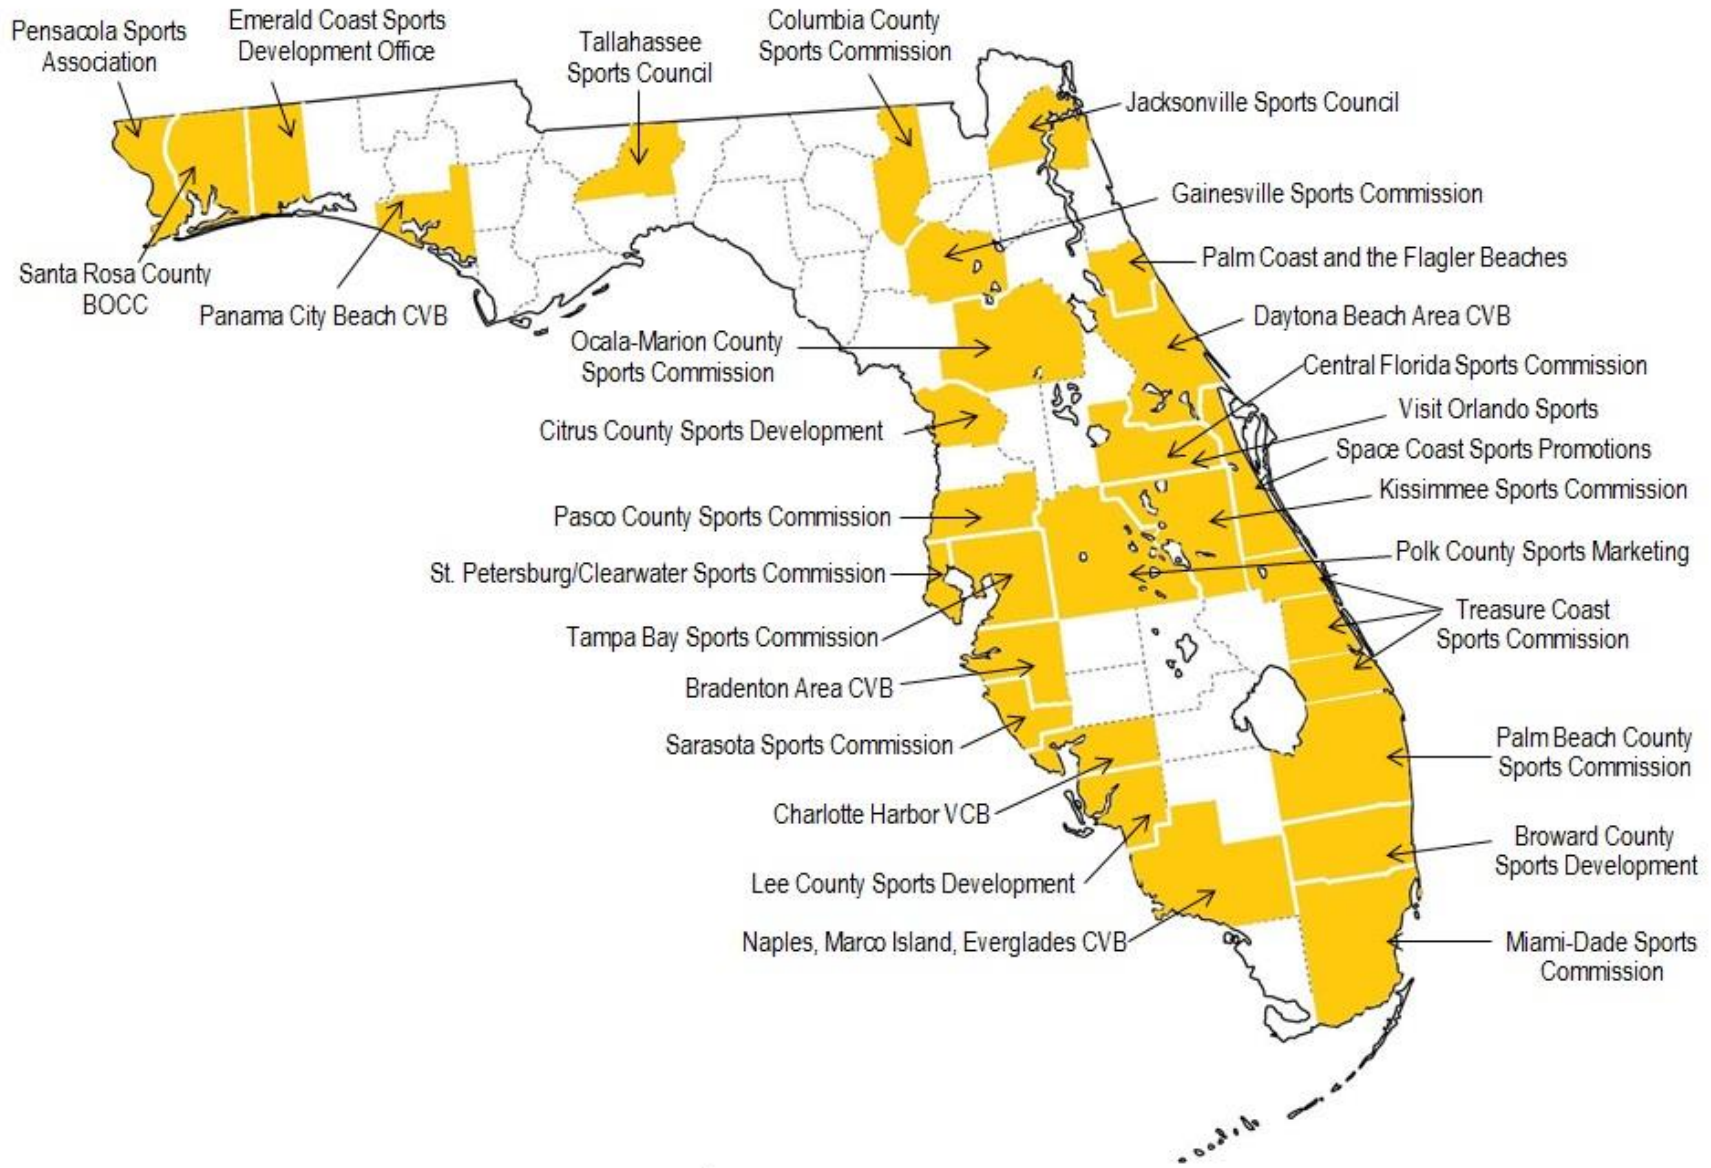 Pensacola Sports
Association
Emerald Coast Sports
Development Office
Tallahassee
Sports Council
Columbia County
Sports Commission
Jacksonville Sports Council
Gainesville Sports Commission
Palm Coast and the Flagler Beaches
Santa Rosa County
BOCC
Panama City Beach CVB
Daytona Beach Area CVB
Ocala-Marion County
Sports Commission
Central Florida Sports Commission
Visit Orlando Sports
Citrus County Sports Development
Space Coast Sports Promotions
Kissimmee Sports Commission
Pasco County Sports Commission
Polk County Sports Marketing
St. Petersburg/Clearwater Sports Commission
Treasure Coast
Sports Commission
Tampa Bay Sports Commission
Bradenton Area CVB
Sarasota Sports Commission
Palm Beach County
Sports Commission
Charlotte Harbor VCB
Broward County
Sports Development
Lee County Sports Development
Naples, Marco Island, Everglades CVB
Miami-Dade Sports
Commission